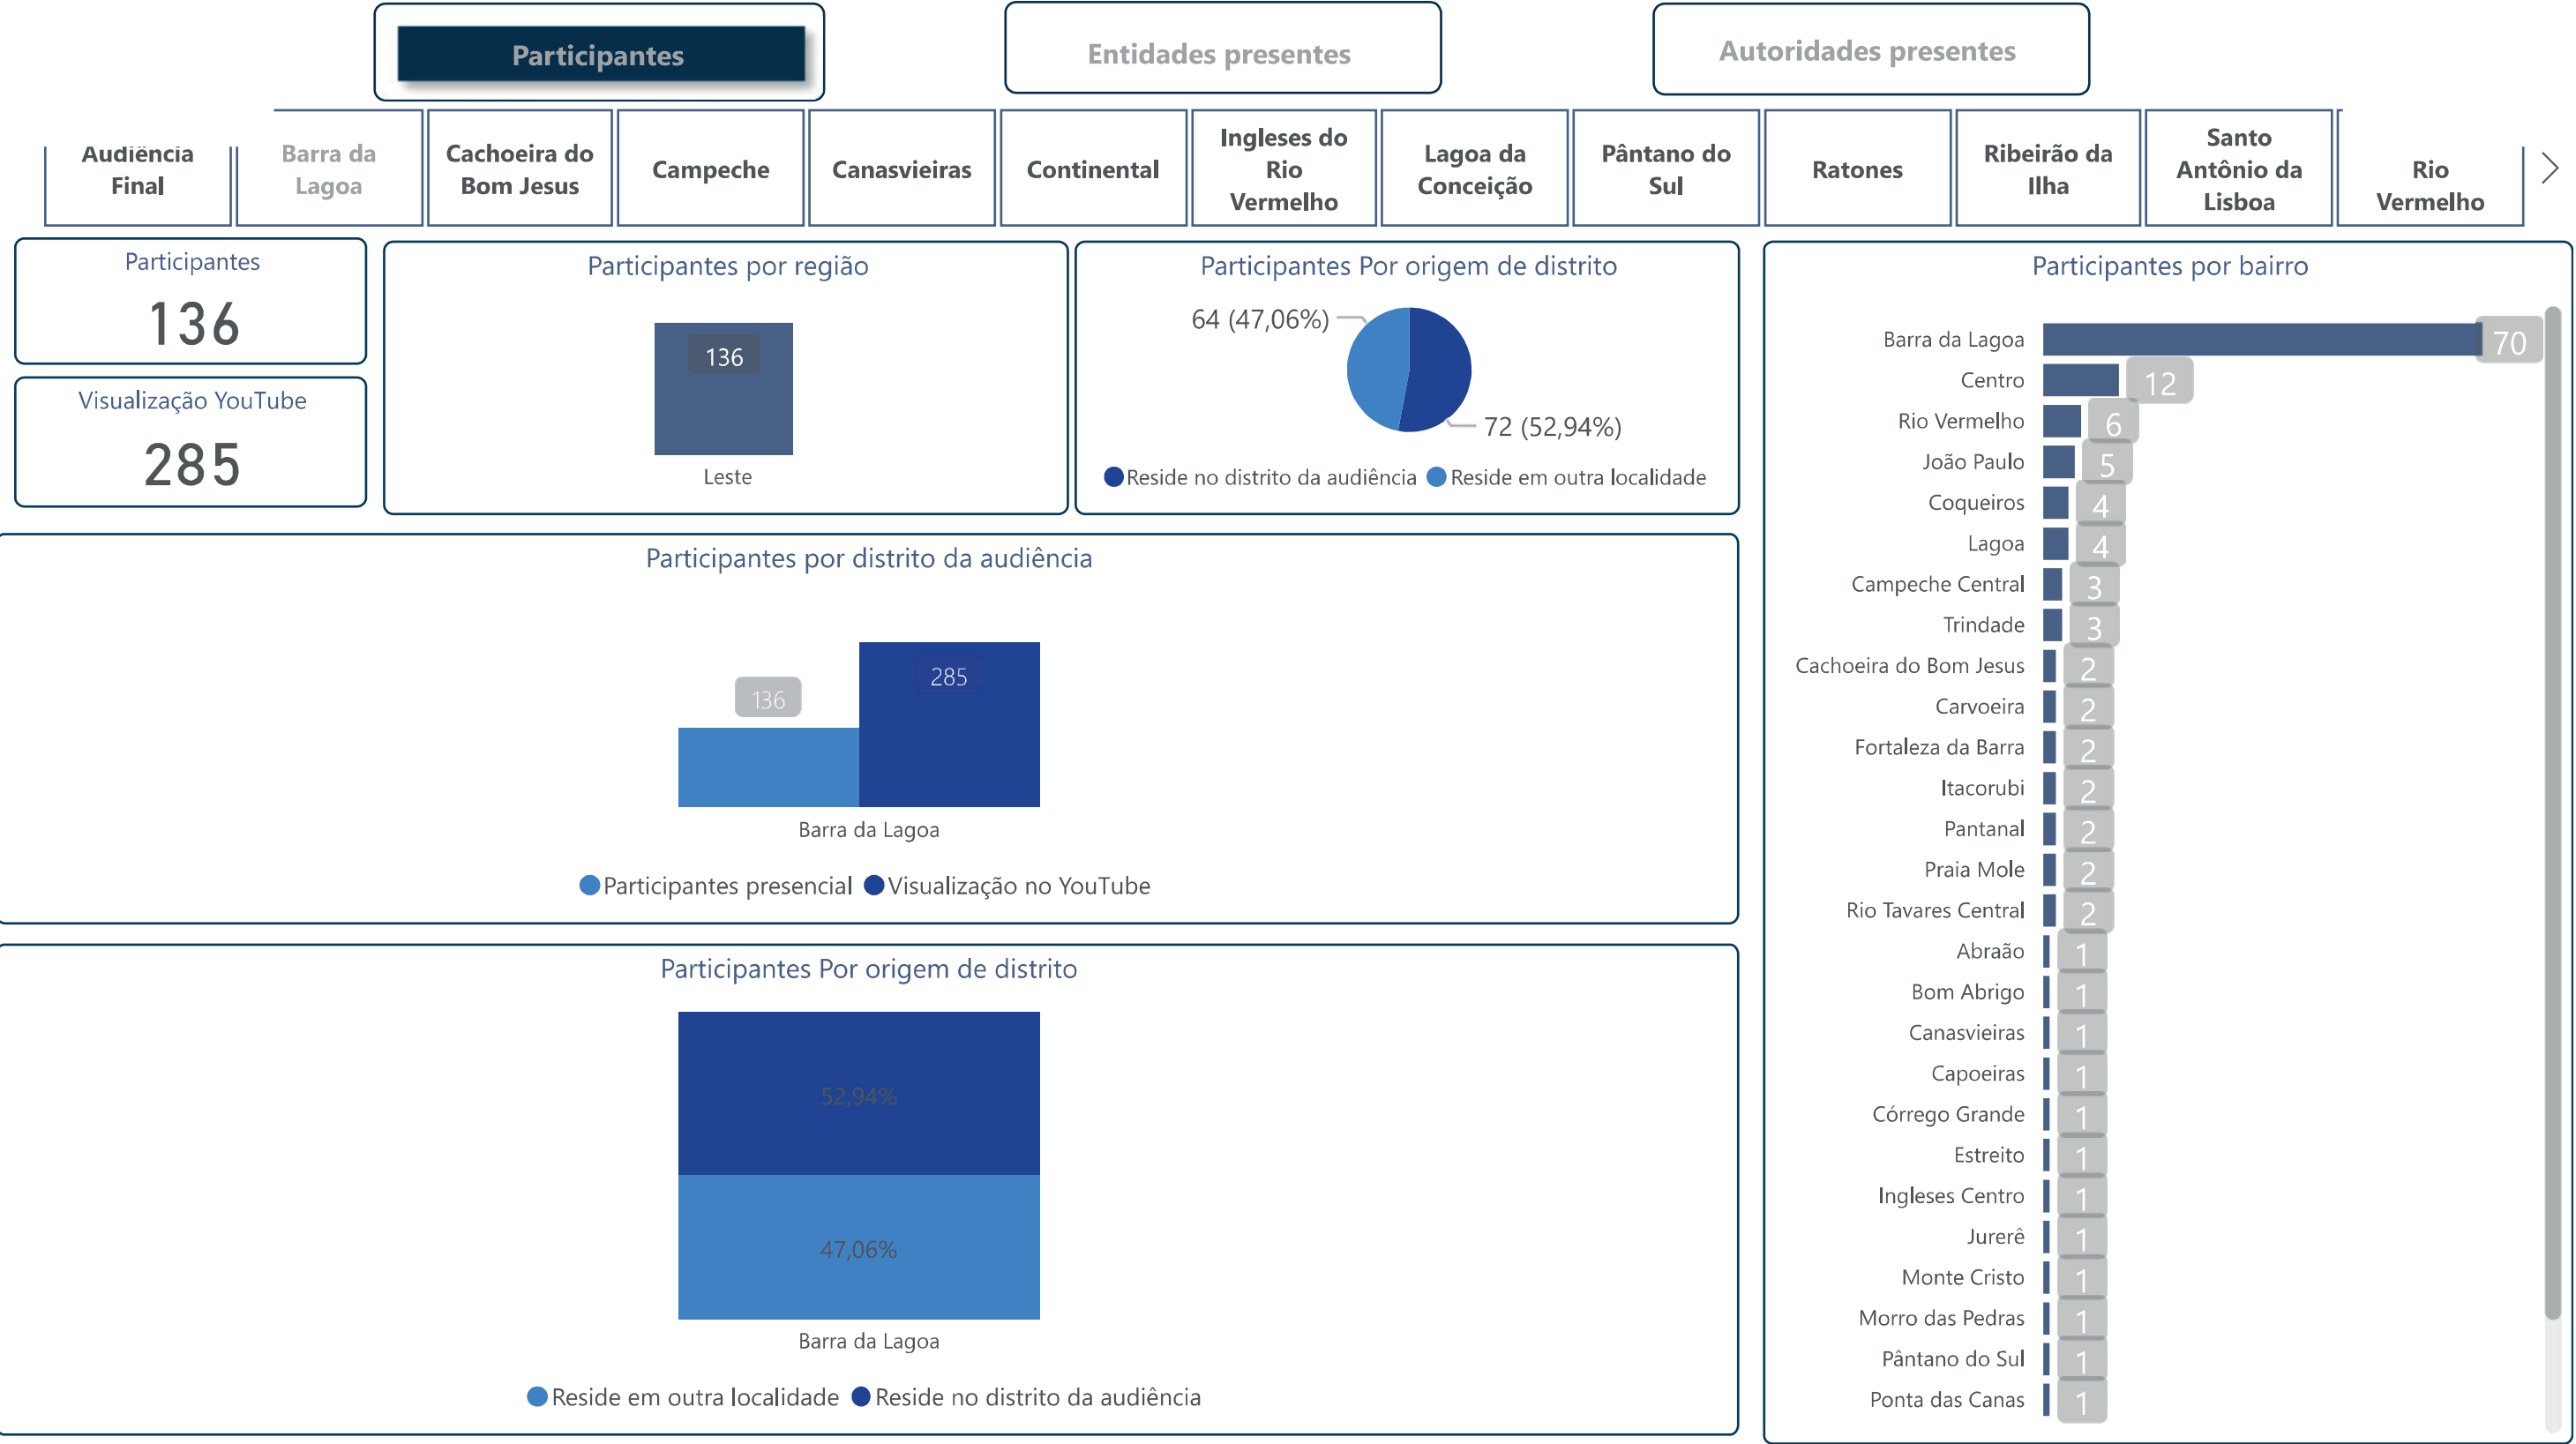 Participantes
Entidades presentes
Autoridades presentes
Audiência
Final
Barra da
Lagoa
Cachoeira do
Bom Jesus
Campeche
Canasvieiras
Continental
Ingleses do
Rio
Vermelho
Lagoa da
Conceição
Pântano do
Sul
Ratones
Ribeirão da
Ilha
Santo
Antônio da
Lisboa
Rio
Vermelho
Participantes
136
Visualização YouTube
285
Participantes por região
136
Leste
Participantes Por origem de distrito
64 (47,06%)
72 (52,94%)
Reside no distrito da audiência Reside em outra localidade
Participantes por distrito da audiência
136
285
Barra da Lagoa
Participantes presencial Visualização no YouTube
Participantes Por origem de distrito
52,94%
47,06%
Barra da Lagoa
Reside em outra localidade Reside no distrito da audiência
Participantes por bairro
Barra da Lagoa 70
Centro 12
Rio Vermelho 6
João Paulo 5
Coqueiros 4
Lagoa 4
Campeche Central 3
Trindade 3
Cachoeira do Bom Jesus 2
Carvoeira 2
Fortaleza da Barra 2
Itacorubi 2
Pantanal 2
Praia Mole 2
Rio Tavares Central 2
Abraão 1
Bom Abrigo 1
Canasvieiras 1
Capoeiras 1
Córrego Grande 1
Estreito 1
Ingleses Centro 1
Jurerê 1
Monte Cristo 1
Morro das Pedras 1
Pântano do Sul 1
Ponta das Canas 1